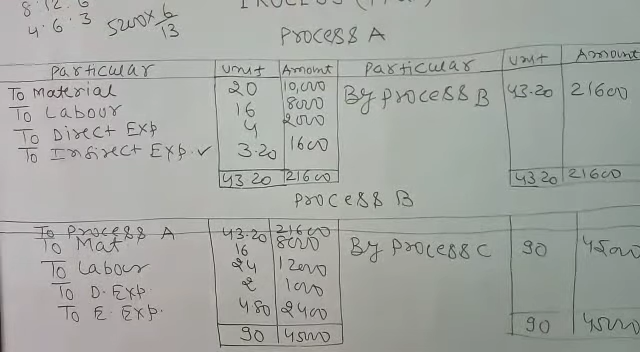 8.12.6
4.6.3 5200 × 6/13
PROCESS A
Particular Unit Amount Particular Unit Amount
To Material 20 10,000 By Process B 43.20 21600
To Labour 16 8000
To Direct Exp 4 2000
To Indirect Exp. ✓ 3.20 1600
43.20 21600 43.20 21600
PROCESS B
To Process A 43.20 21600 By Process C 90 45000
To Mat 16 8000
To Labour 24 12000
To D. Exp. 2 1000
To E. Exp. 4.80 2400
90 45000 90 45000